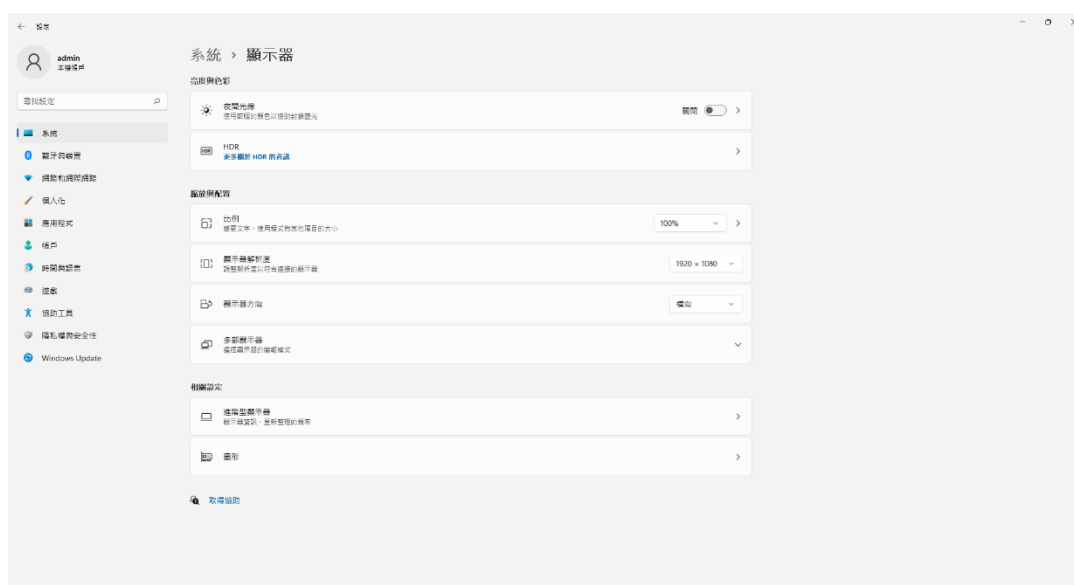 設定
admin
本機帳戶
尋找設定
系統
藍牙與裝置
網路和網際網路
個人化
應用程式
帳戶
時間與語言
遊戲
協助工具
隱私權與安全性
Windows Update
系統 › 顯示器
亮度與色彩
夜間光線
使用較暖的顏色以協助封鎖藍光
關閉
HDR
HDR
更多關於 HDR 的資訊
縮放與配置
比例
變更文字、應用程式與其他項目的大小
100%
顯示器解析度
調整解析度以符合連接的顯示器
1920 × 1080
顯示器方向
橫向
多部顯示器
選擇顯示器的簡報模式
相關設定
進階型顯示器
顯示器資訊、重新整理的頻率
圖形
取得協助